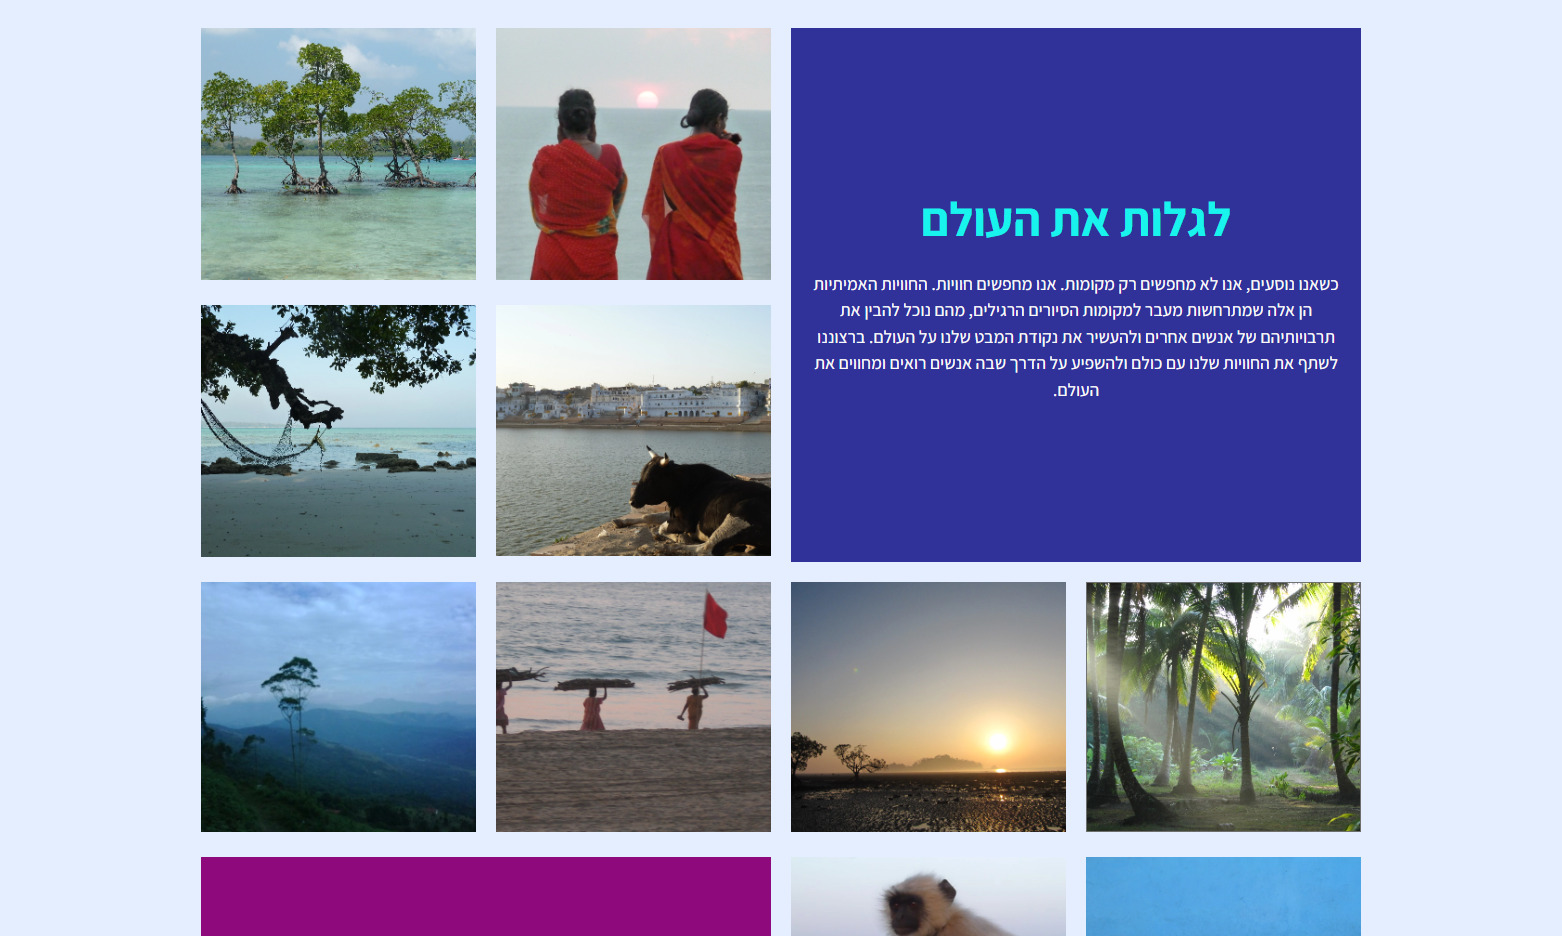 לגלות את העולם
כשאנו נוסעים, אנו לא מחפשים רק מקומות. אנו מחפשים חוויות. החוויות האמיתיות
הן אלה שמתרחשות מעבר למקומות הסיורים הרגילים, מהם נוכל להבין את
תרבויותיהם של אנשים אחרים ולהעשיר את נקודת המבט שלנו על העולם. ברצוננו
לשתף את החוויות שלנו עם כולם ולהשפיע על הדרך שבה אנשים רואים ומחווים את
העולם.